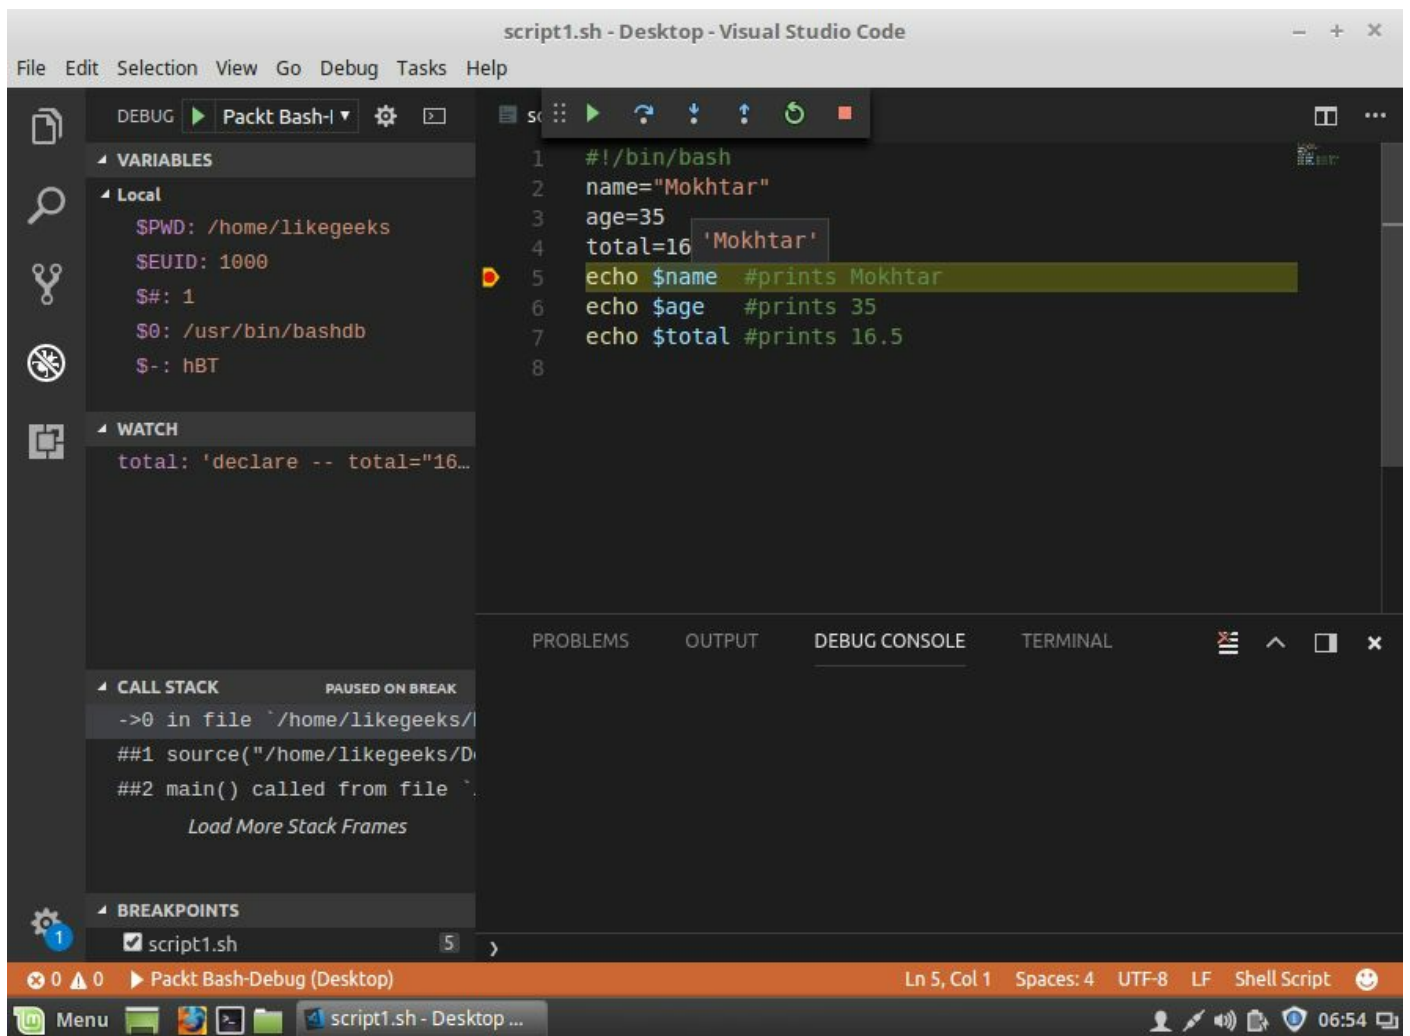 script1.sh - Desktop - Visual Studio Code
File Edit Selection View Go Debug Tasks Help
DEBUG Packt Bash-
VARIABLES
Local
$PWD: /home/likegeeks
$EUID: 1000
$#: 1
$0: /usr/bin/bashdb
$-: hBT
WATCH
total: 'declare -- total="16…
CALL STACK PAUSED ON BREAK
->0 in file `/home/likegeeks/
##1 source("/home/likegeeks/D
##2 main() called from file `
Load More Stack Frames
BREAKPOINTS
script1.sh 5
1 #!/bin/bash
2 name="Mokhtar"
3 age=35
4 total=16
'Mokhtar'
5 echo $name #prints Mokhtar
6 echo $age #prints 35
7 echo $total #prints 16.5
8
PROBLEMS OUTPUT DEBUG CONSOLE TERMINAL
1
0 0 Packt Bash-Debug (Desktop) Ln 5, Col 1 Spaces: 4 UTF-8 LF Shell Script
Menu script1.sh - Desktop ... 06:54